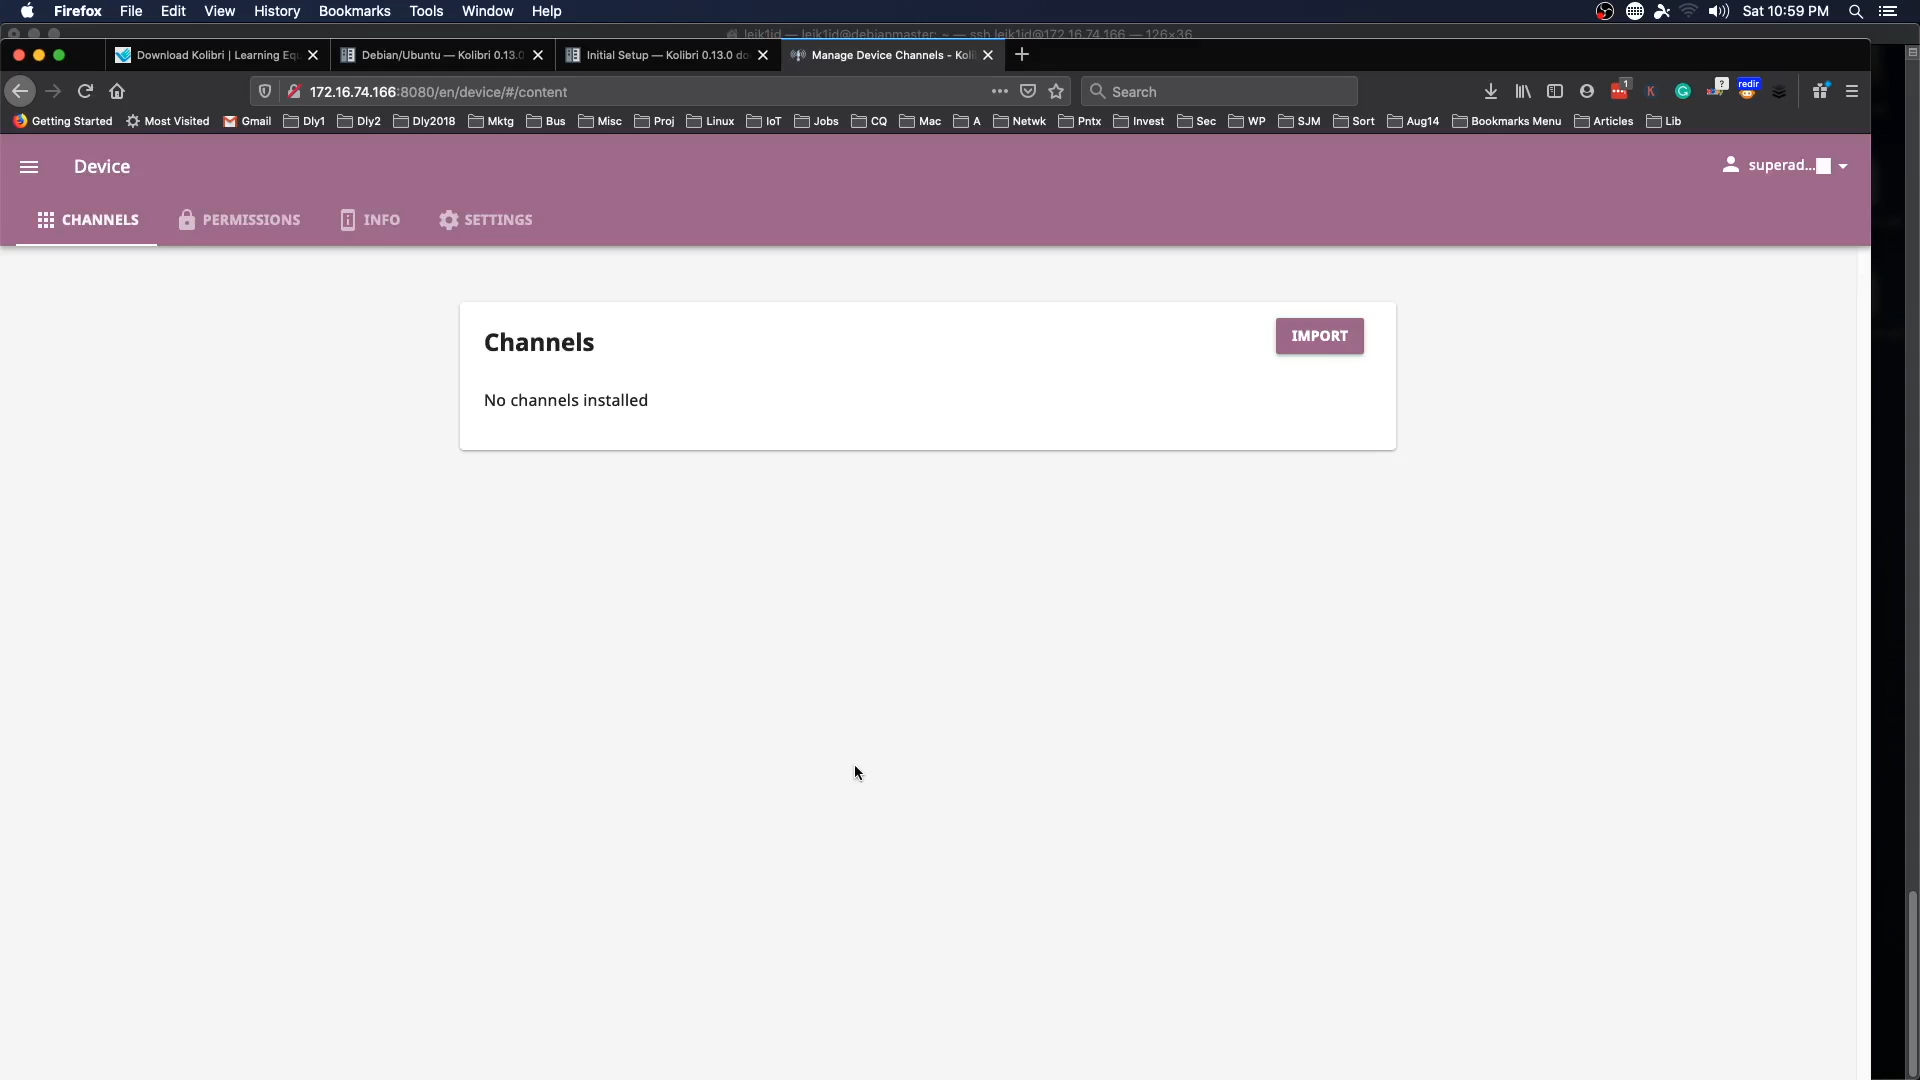 Firefox File Edit View History Bookmarks Tools Window Help Sat 10:59 PM
leik1id — leik1id@debianmaster: ~ — ssh leik1id@172.16.74.166 — 126×36
Download Kolibri | Learning Eq Debian/Ubuntu — Kolibri 0.13.0 Initial Setup — Kolibri 0.13.0 do Manage Device Channels - Koli
172.16.74.166:8080/en/device/#/content Search 1 K ? redir
Getting Started Most Visited Gmail Dly1 Dly2 Dly2018 Mktg Bus Misc Proj Linux IoT Jobs CQ Mac A Netwk Pntx Invest Sec WP SJM Sort Aug14 Bookmarks Menu Articles Lib
Device superad...
CHANNELS PERMISSIONS INFO SETTINGS
Channels IMPORT
No channels installed